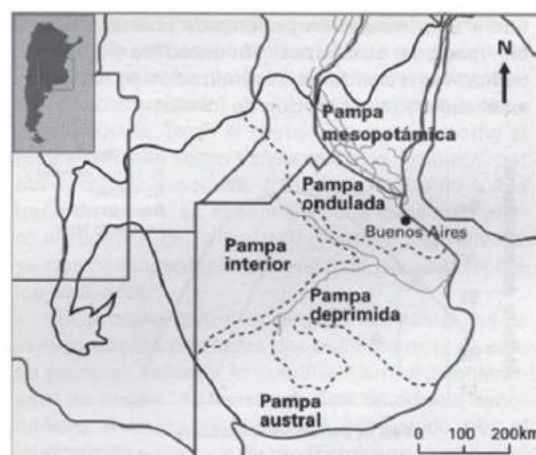 N
Pampa
mesopotámica
Pampa
ondulada
Buenos Aires
Pampa
interior
Pampa
deprimida
Pampa
austral
0 100 200km